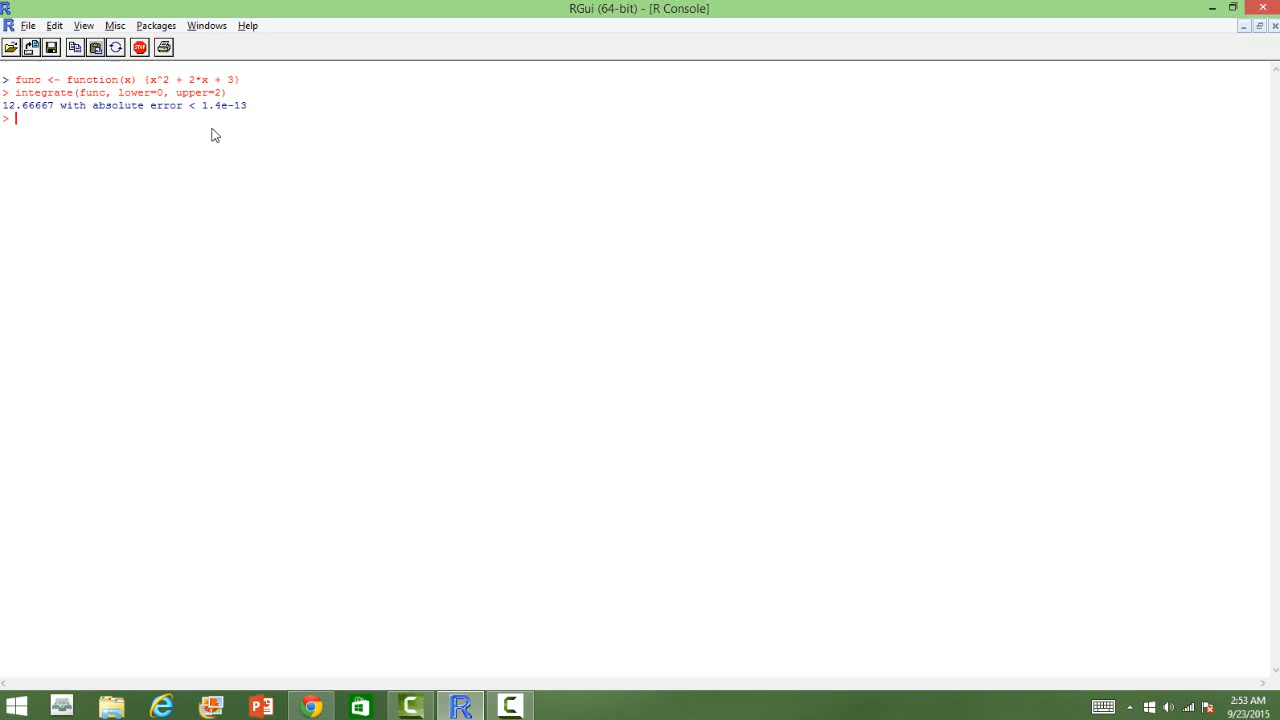 RGui (64-bit) - [R Console]
File Edit View Misc Packages Windows Help
STOP
> func <- function(x) {x^2 + 2*x + 3}
> integrate(func, lower=0, upper=2)
12.66667 with absolute error < 1.4e-13
>
2:53 AM
9/23/2015